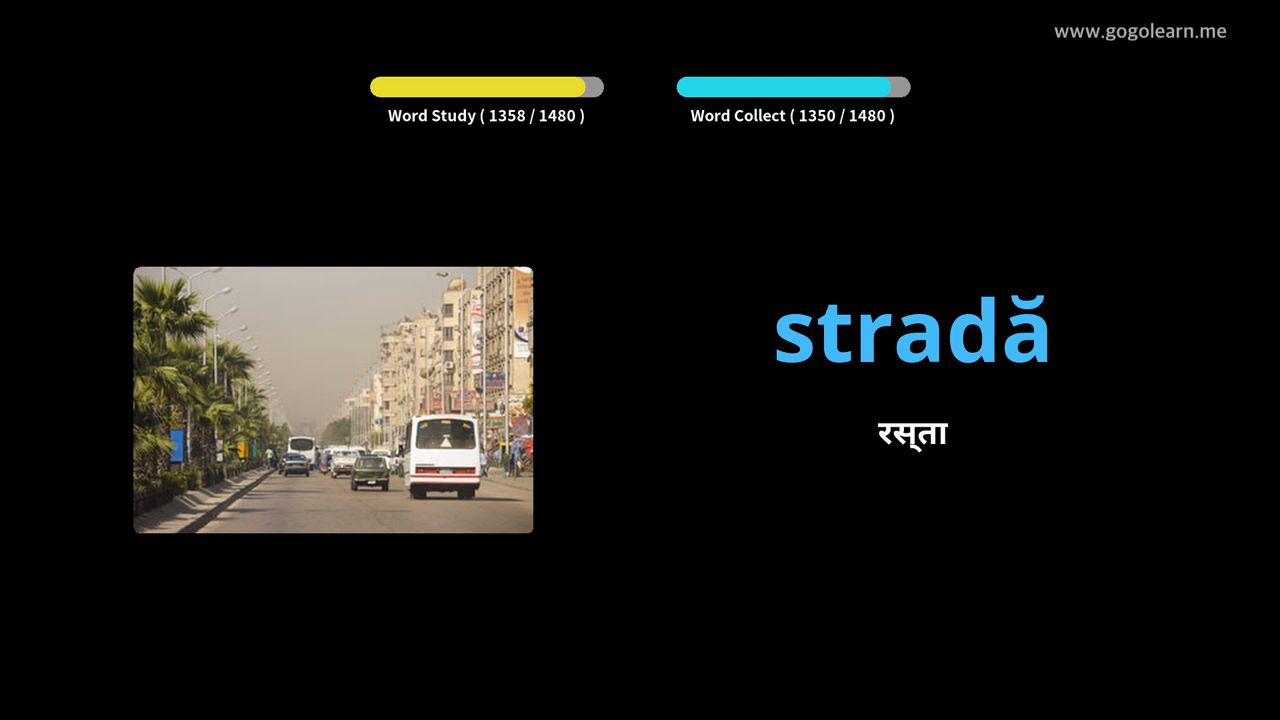 www.gogolearn.me
Word Study ( 1358 / 1480 )
Word Collect ( 1350 / 1480 )
stradă
रस्ता